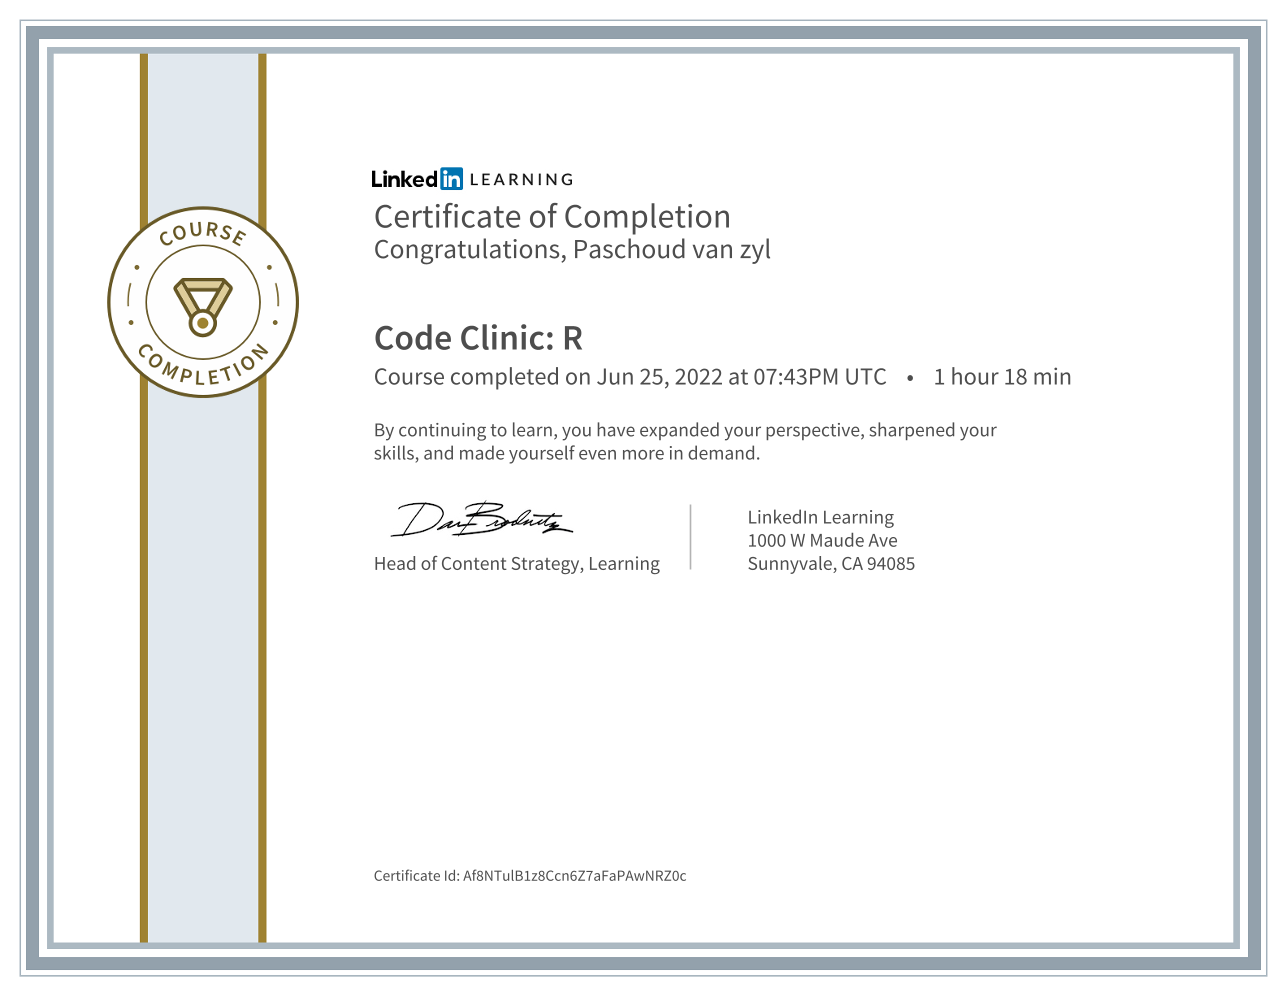 COURSE
COMPLETION
Linked in LEARNING
Certificate of Completion
Congratulations, Paschoud van zyl
Code Clinic: R
Course completed on Jun 25, 2022 at 07:43PM UTC • 1 hour 18 min
By continuing to learn, you have expanded your perspective, sharpened your
skills, and made yourself even more in demand.
Dan Brodnitz
Head of Content Strategy, Learning
LinkedIn Learning
1000 W Maude Ave
Sunnyvale, CA 94085
Certificate Id: Af8NTulB1z8Ccn6Z7aFaPAwNRZ0c